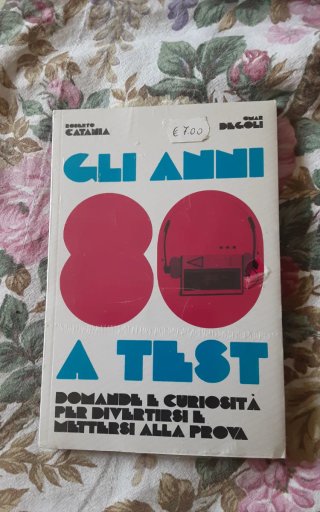 ROBERTO
CATANIA
OMAR
DEGOLI
€ 7.00
GLI ANNI
80
A TEST
DOMANDE E CURIOSITÀ
PER DIVERTIRSI E
METTERSI ALLA PROVA